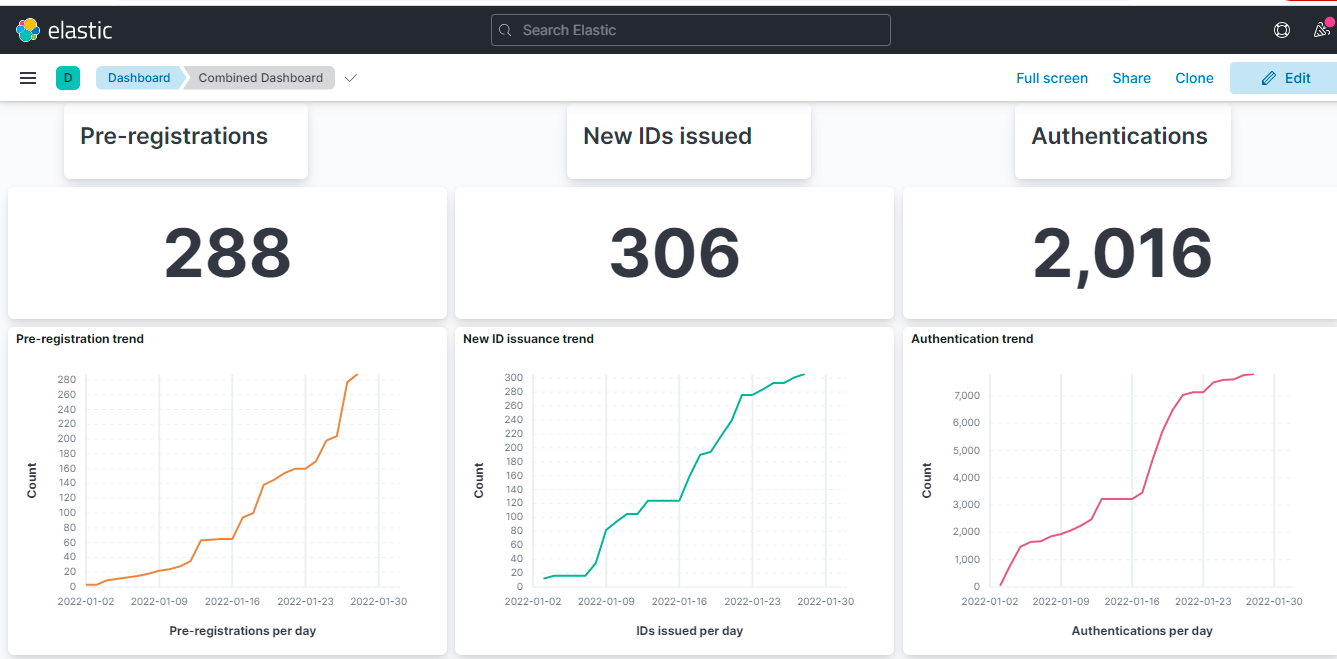 elastic
Search Elastic
D
Dashboard
Combined Dashboard
Full screen
Share
Clone
Edit
Pre-registrations
New IDs issued
Authentications
288
306
2,016
Pre-registration trend
280
260
240
220
200
180
160
140
120
100
80
60
40
20
0
Count
2022-01-02 2022-01-09 2022-01-16 2022-01-23 2022-01-30
Pre-registrations per day
New ID issuance trend
300
280
260
240
220
200
180
160
140
120
100
80
60
40
20
0
Count
2022-01-02 2022-01-09 2022-01-16 2022-01-23 2022-01-30
IDs issued per day
Authentication trend
7,000
6,000
5,000
4,000
3,000
2,000
1,000
0
Count
2022-01-02 2022-01-09 2022-01-16 2022-01-23 2022-01-30
Authentications per day